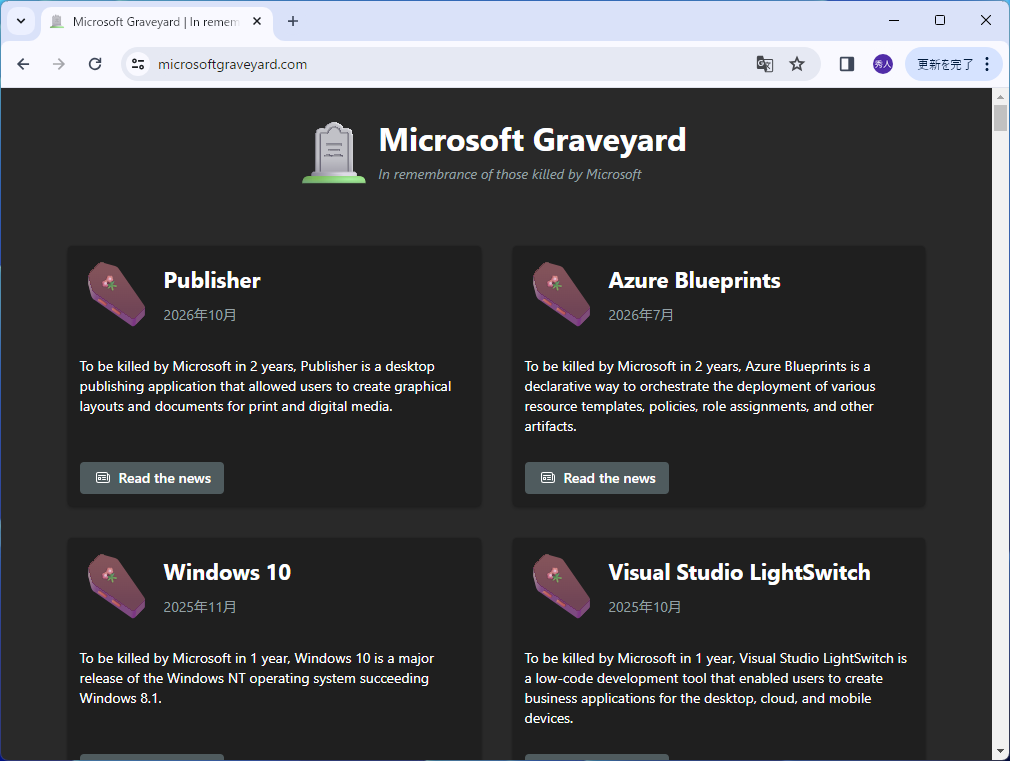 Microsoft Graveyard | In remem
microsoftgraveyard.com
秀人
更新を完了
Microsoft Graveyard
In remembrance of those killed by Microsoft
Publisher
2026年10月
To be killed by Microsoft in 2 years, Publisher is a desktop
publishing application that allowed users to create graphical
layouts and documents for print and digital media.
Read the news
Azure Blueprints
2026年7月
To be killed by Microsoft in 2 years, Azure Blueprints is a
declarative way to orchestrate the deployment of various
resource templates, policies, role assignments, and other
artifacts.
Read the news
Windows 10
2025年11月
To be killed by Microsoft in 1 year, Windows 10 is a major
release of the Windows NT operating system succeeding
Windows 8.1.
Visual Studio LightSwitch
2025年10月
To be killed by Microsoft in 1 year, Visual Studio LightSwitch is
a low-code development tool that enabled users to create
business applications for the desktop, cloud, and mobile
devices.